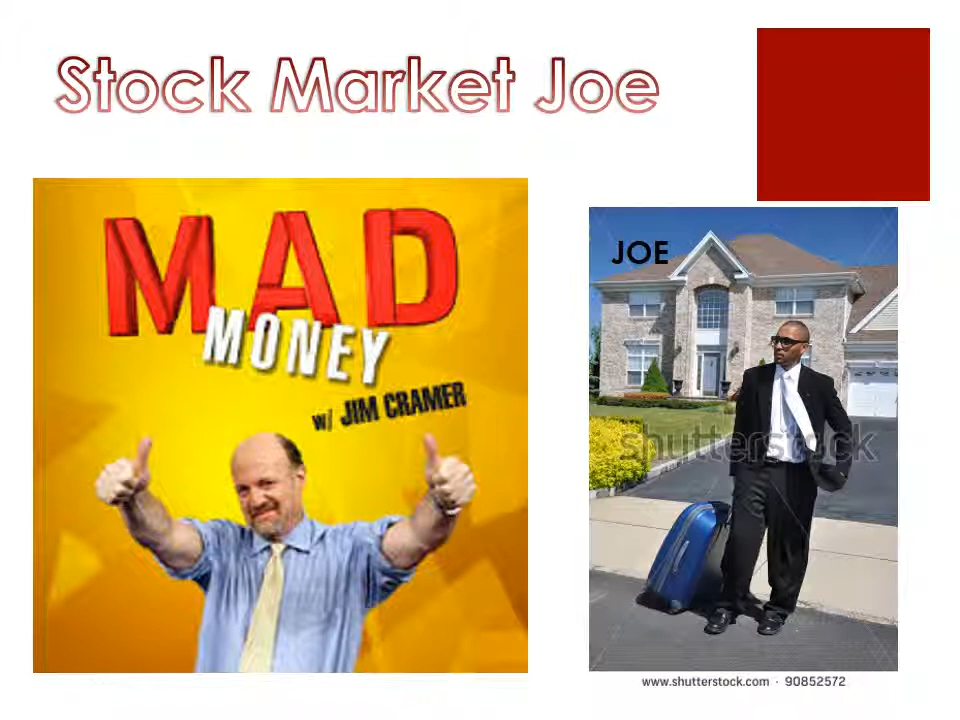 Stock Market Joe
MAD
MONEY
w/ JIM CRAMER
JOE
shutterstock
www.shutterstock.com · 90852572